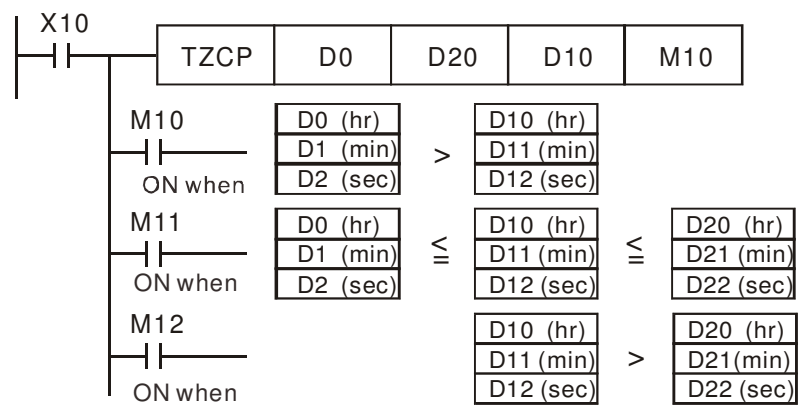 X10
TZCP D0 D20 D10 M10
M10
ON when
D0 (hr)
D1 (min)
D2 (sec)
>
D10 (hr)
D11 (min)
D12 (sec)
M11
ON when
D0 (hr)
D1 (min)
D2 (sec)
≦
D10 (hr)
D11 (min)
D12 (sec)
≦
D20 (hr)
D21 (min)
D22 (sec)
M12
ON when
D10 (hr)
D11 (min)
D12 (sec)
>
D20 (hr)
D21(min)
D22 (sec)